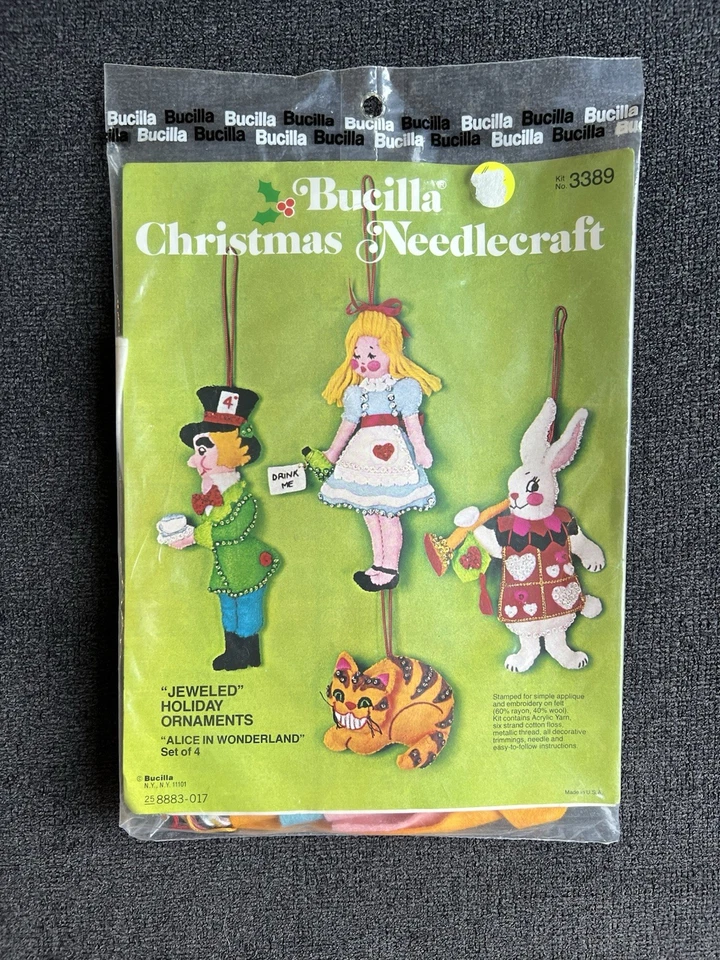 Bucilla Bucilla Bucilla Bucilla Bucilla Bucilla Bucilla Bucilla Bucilla
Bucilla Bucilla Bucilla Bucilla Bucilla Bucilla Bucilla
Kit No. 3389
Bucilla®
Christmas Needlecraft
4
DRINK
ME
"JEWELED"
HOLIDAY
ORNAMENTS
"ALICE IN WONDERLAND"
Set of 4
Stamped for simple applique
and embroidery on felt
(60% rayon, 40% wool).
Kit contains Acrylic Yarn,
six strand cotton floss,
metallic thread, all decorative
trimmings, needle and
easy-to-follow instructions
© Bucilla
N.Y., N.Y. 11101
25 8883-017
Made in U.S.A.